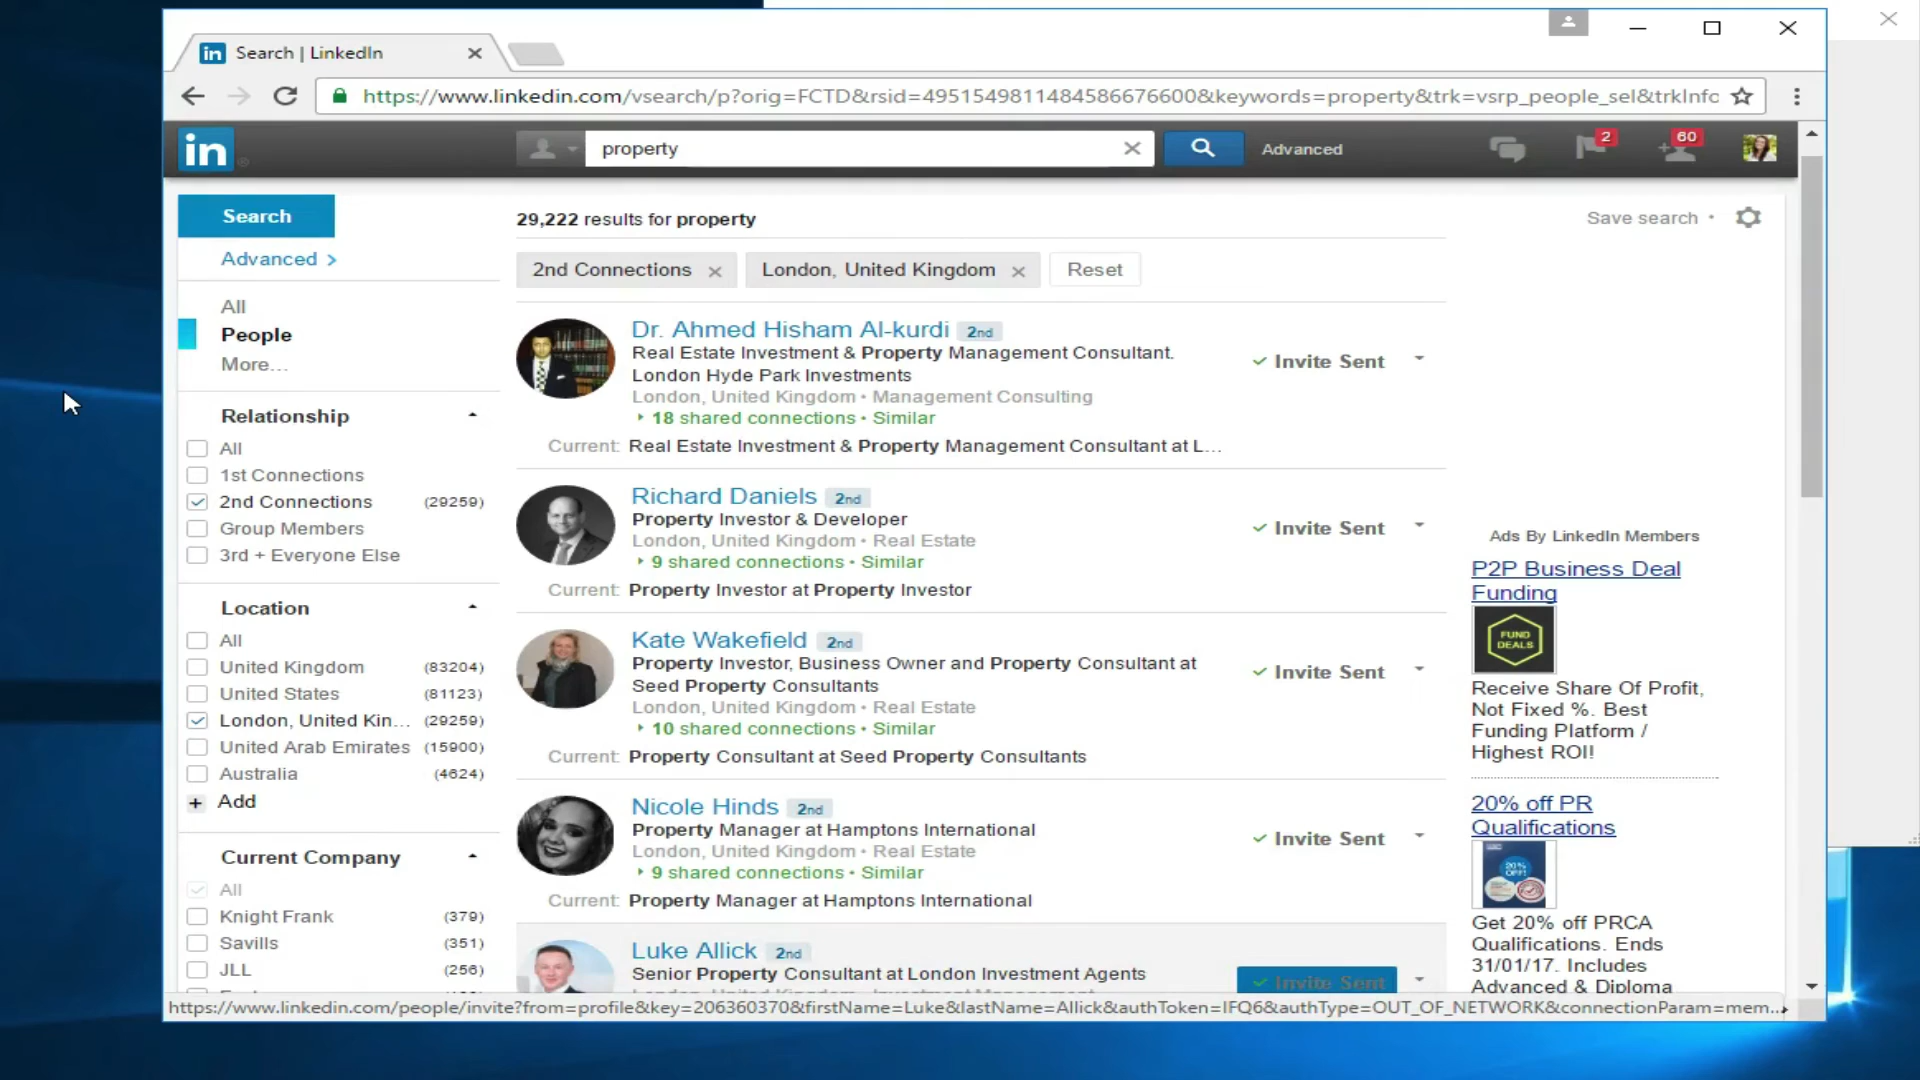 Search | LinkedIn
https://www.linkedin.com/vsearch/p?orig=FCTD&rsid=4951549811484586676600&keywords=property&trk=vsrp_people_sel&trkInfo
in
property
Advanced
2
60
Search
Advanced >
All
People
More...
Relationship
All
1st Connections
2nd Connections (29259)
Group Members
3rd + Everyone Else
Location
All
United Kingdom (83204)
United States (81123)
London, United Kin... (29259)
United Arab Emirates (15900)
Australia (4624)
+ Add
Current Company
All
Knight Frank (379)
Savills (351)
JLL (256)
29,222 results for property
Save search
2nd Connections ×
London, United Kingdom ×
Reset
Dr. Ahmed Hisham Al-kurdi 2nd
Real Estate Investment & Property Management Consultant.
London Hyde Park Investments
London, United Kingdom • Management Consulting
18 shared connections • Similar
Current: Real Estate Investment & Property Management Consultant at L...
Invite Sent
Richard Daniels 2nd
Property Investor & Developer
London, United Kingdom • Real Estate
9 shared connections • Similar
Current: Property Investor at Property Investor
Invite Sent
Kate Wakefield 2nd
Property Investor, Business Owner and Property Consultant at
Seed Property Consultants
London, United Kingdom • Real Estate
10 shared connections • Similar
Current: Property Consultant at Seed Property Consultants
Invite Sent
Nicole Hinds 2nd
Property Manager at Hamptons International
London, United Kingdom • Real Estate
9 shared connections • Similar
Current: Property Manager at Hamptons International
Invite Sent
Luke Allick 2nd
Senior Property Consultant at London Investment Agents
Invite Sent
Ads By LinkedIn Members
P2P Business Deal
Funding
FUND
DEALS
Receive Share Of Profit,
Not Fixed %. Best
Funding Platform /
Highest ROI!
20% off PR
Qualifications
20%
OFF!
Get 20% off PRCA
Qualifications. Ends
31/01/17. Includes
Advanced & Diploma
https://www.linkedin.com/people/invite?from=profile&key=206360370&firstName=Luke&lastName=Allick&authToken=IFQ6&authType=OUT_OF_NETWORK&connectionParam=mem...